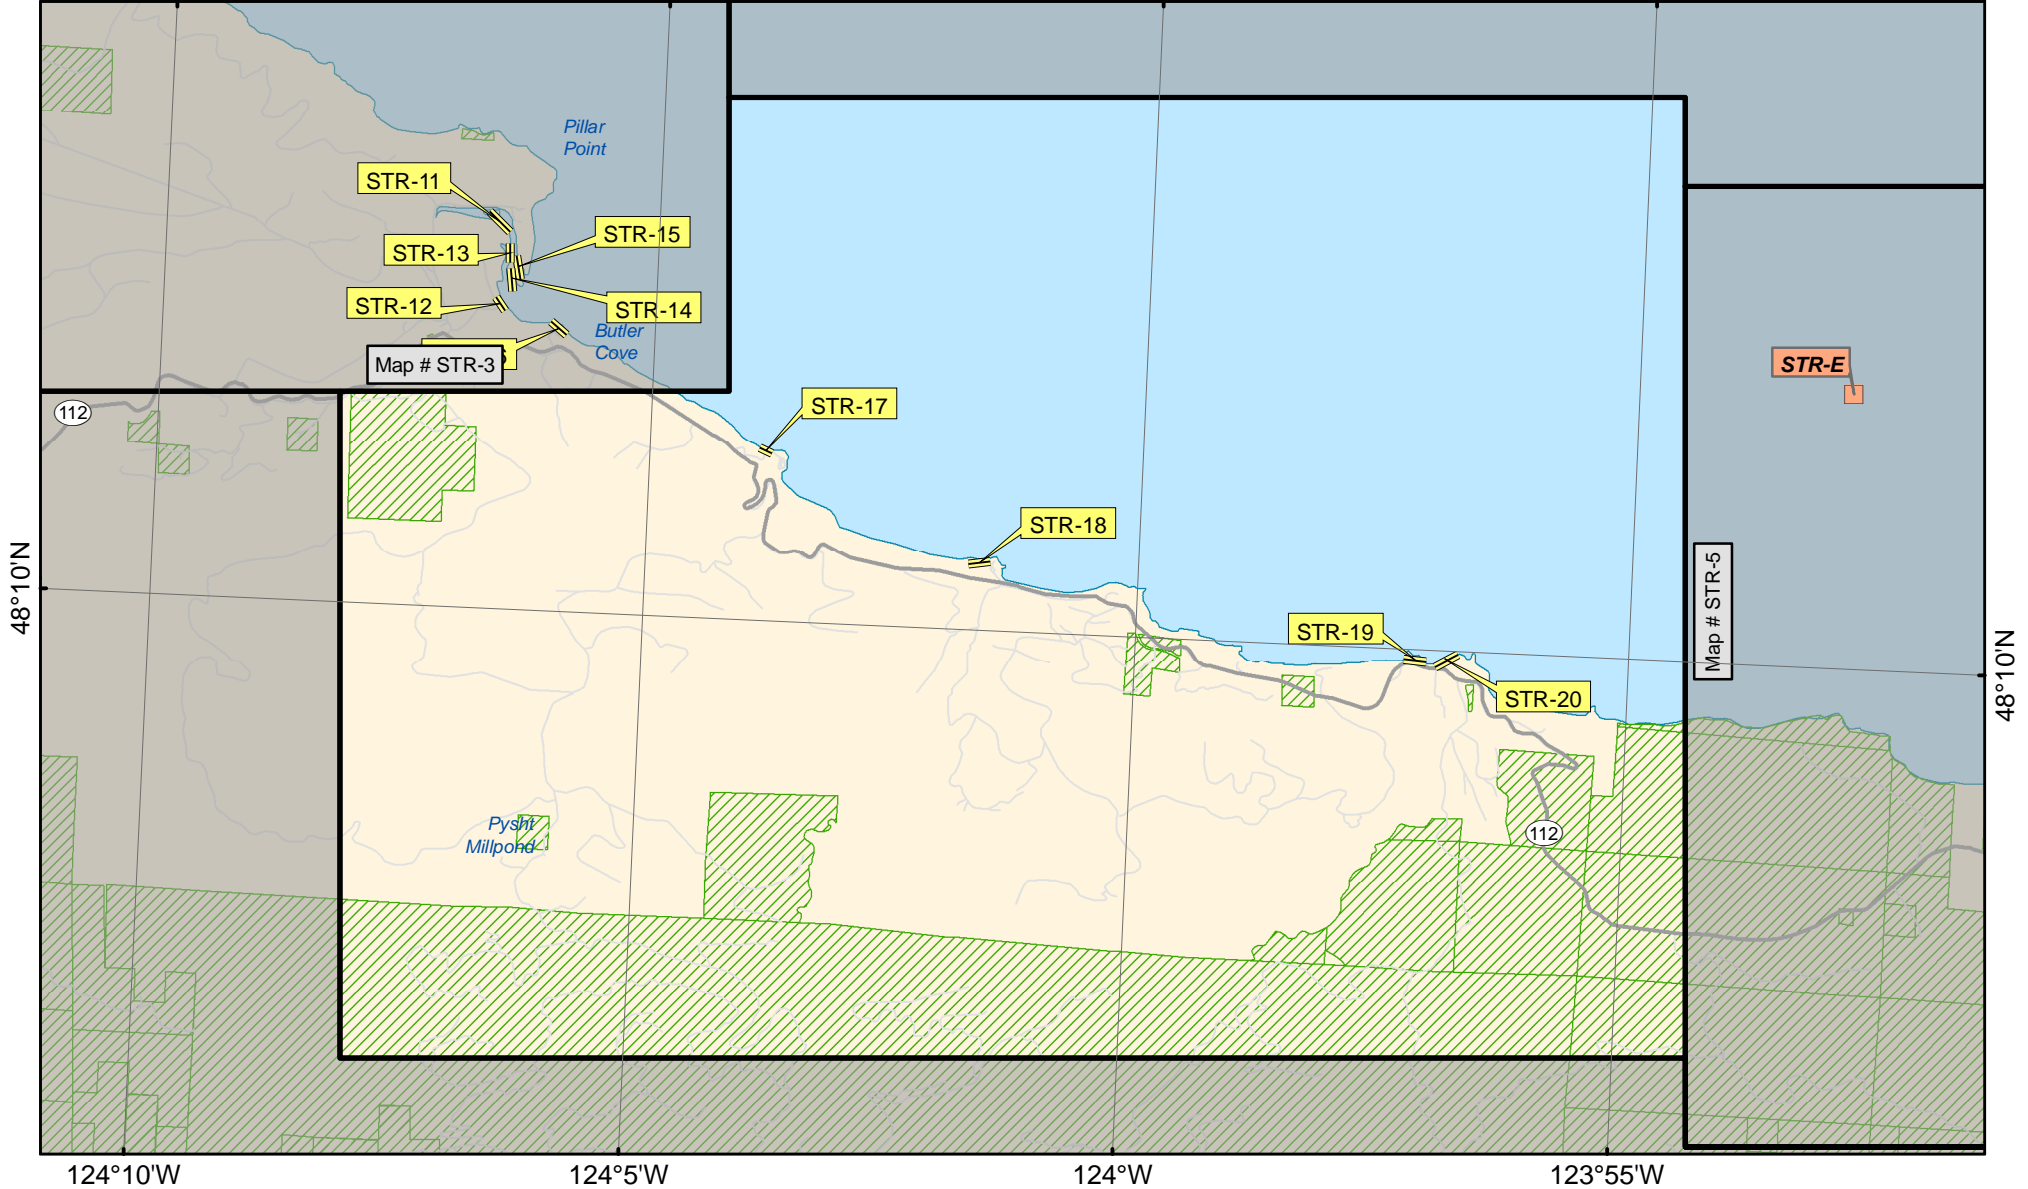 Pillar
Point
STR-11
STR-15
STR-13
STR-12
STR-14
Butler
Cove
6
Map # STR-3
STR-E
112
STR-17
STR-18
48°10'N
Map # STR-5
STR-19
48°10'N
STR-20
Pysht
Millpond
112
124°10'W
124°5'W
124°W
123°55'W